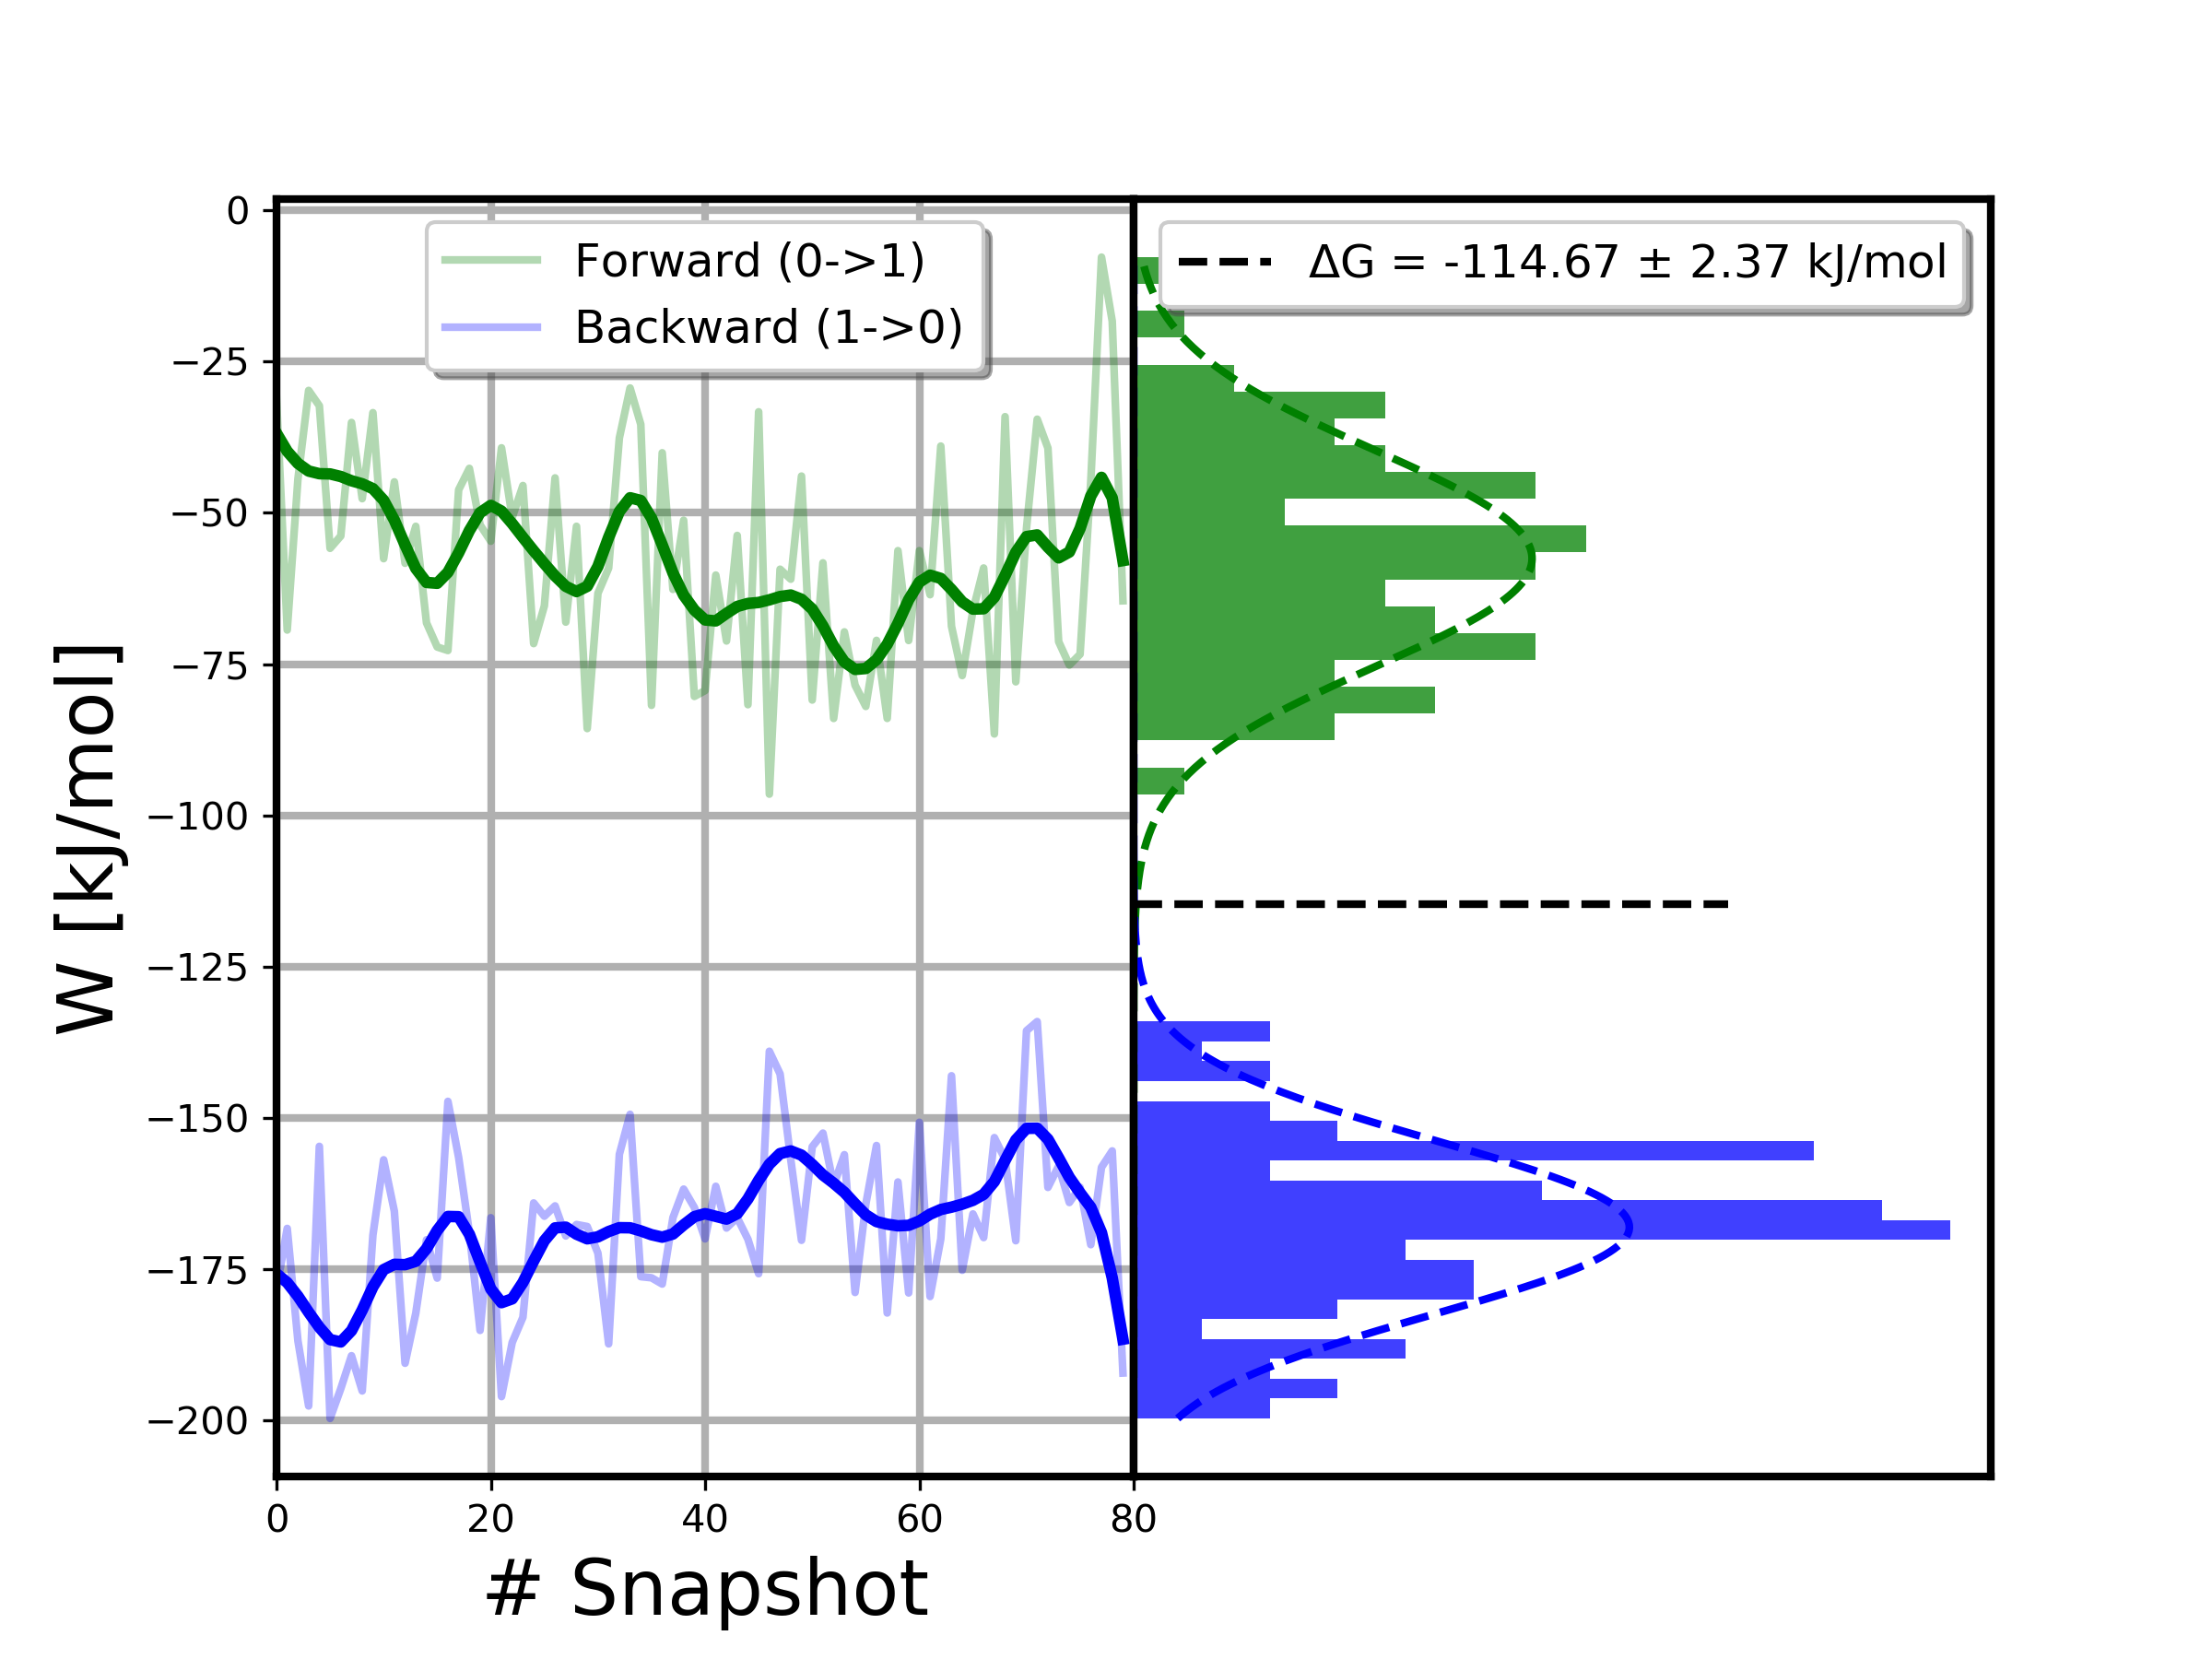 Forward (0->1)
Backward (1->0)
ΔG = -114.67 ± 2.37 kJ/mol
W [kJ/mol]
0
−25
−50
−75
−100
−125
−150
−175
−200
0 20 40 60 80
# Snapshot